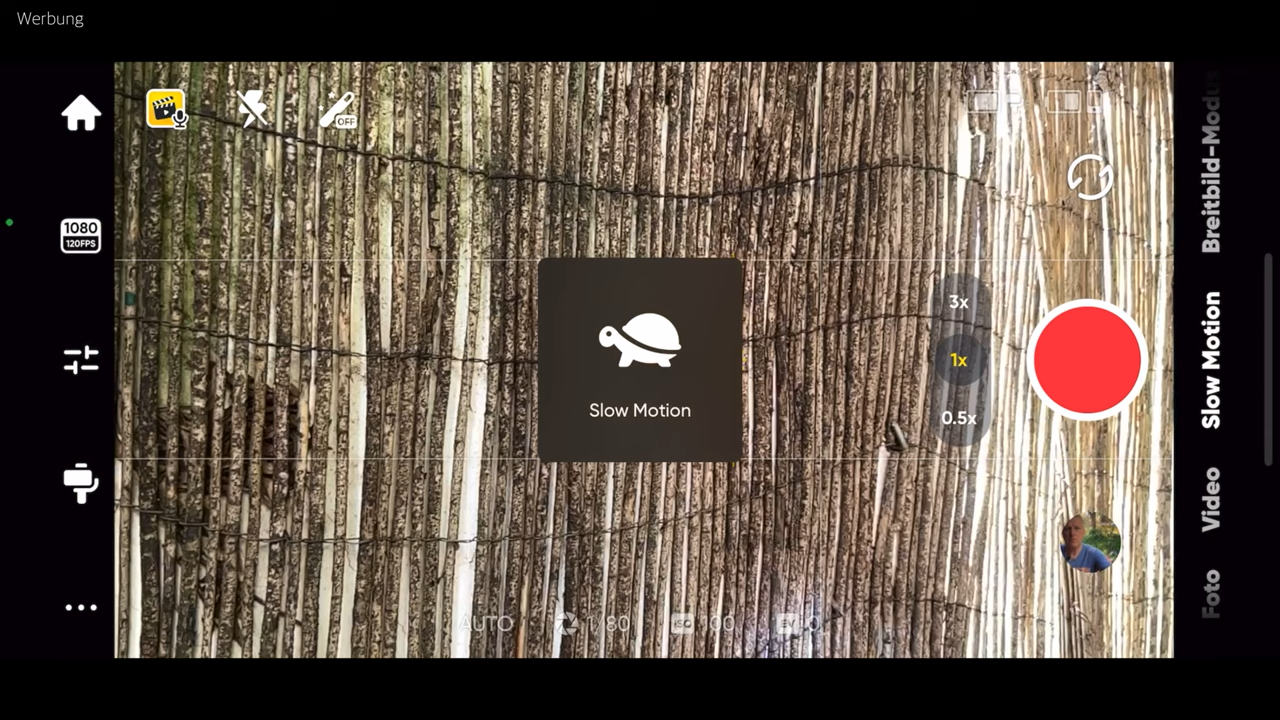 Werbung
OFF
1080
120FPS
3x
1x
0.5x
Slow Motion
Breitbild-Modus
Slow Motion
Video
Foto
AUTO
1/80
ISO
EV